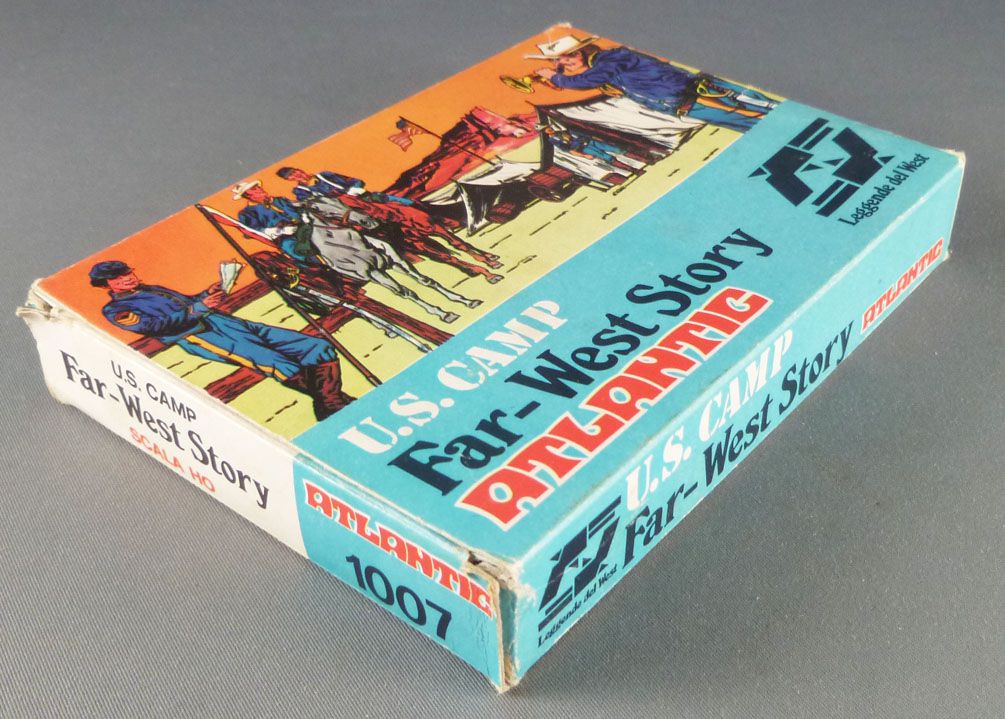 Leggende del West
U.S. CAMP
Far-West Story
ATLANTIC
U.S. CAMP
Far-West Story
SCALA HO
ATLANTIC
1007
Leggende del West
U.S. CAMP
Far-West Story
ATLANTIC